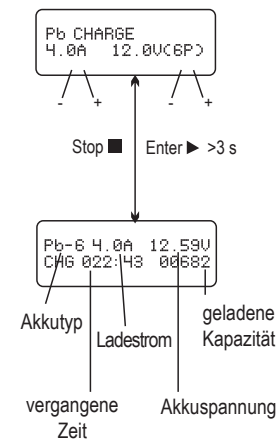 Pb CHARGE
4.0A 12.0V(6P)
- + - +
Stop ■ Enter ▶ >3 s
Pb-6 4.0A 12.59V
CHG 022:43 00682
Akkutyp
Ladestrom
geladene
Kapazität
vergangene
Zeit
Akkuspannung